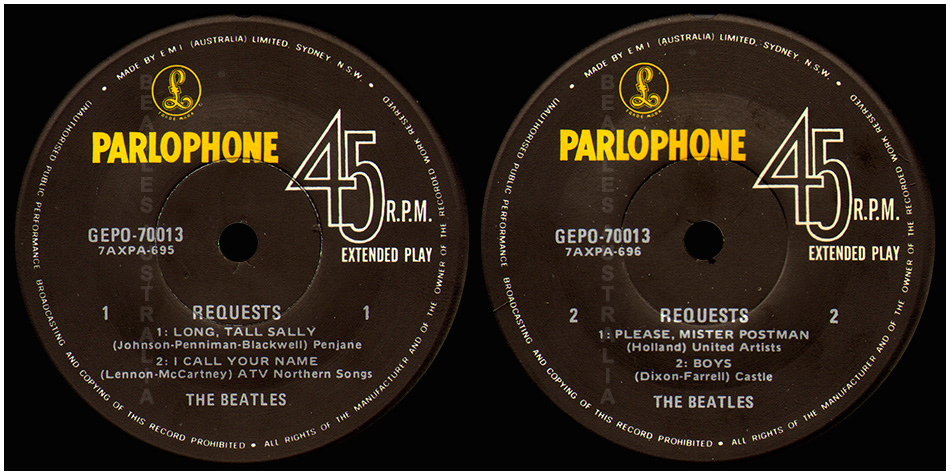 MADE BY E M I (AUSTRALIA) LIMITED. SYDNEY, N.S.W. •
UNAUTHORISED PUBLIC PERFORMANCE BROADCASTING AND COPYING OF THIS RECORD PROHIBITED • ALL RIGHTS OF THE MANUFACTURER AND OF THE OWNER OF THE RECORDED WORK RESERVED
£
TRADE MARK
PARLOPHONE
45
R.P.M.
EXTENDED PLAY
GEPO-70013
7AXPA-695
1 REQUESTS 1
1: LONG, TALL SALLY
(Johnson-Penniman-Blackwell) Penjane
2: I CALL YOUR NAME
(Lennon-McCartney) ATV Northern Songs
THE BEATLES
BEATLES AUSTRALIA
MADE BY E M I (AUSTRALIA) LIMITED. SYDNEY, N.S.W. •
UNAUTHORISED PUBLIC PERFORMANCE BROADCASTING AND COPYING OF THIS RECORD PROHIBITED • ALL RIGHTS OF THE MANUFACTURER AND OF THE OWNER OF THE RECORDED WORK RESERVED
£
TRADE MARK
PARLOPHONE
45
R.P.M.
EXTENDED PLAY
GEPO-70013
7AXPA-696
2 REQUESTS 2
1: PLEASE, MISTER POSTMAN
(Holland) United Artists
2: BOYS
(Dixon-Farrell) Castle
THE BEATLES
BEATLES AUSTRALIA